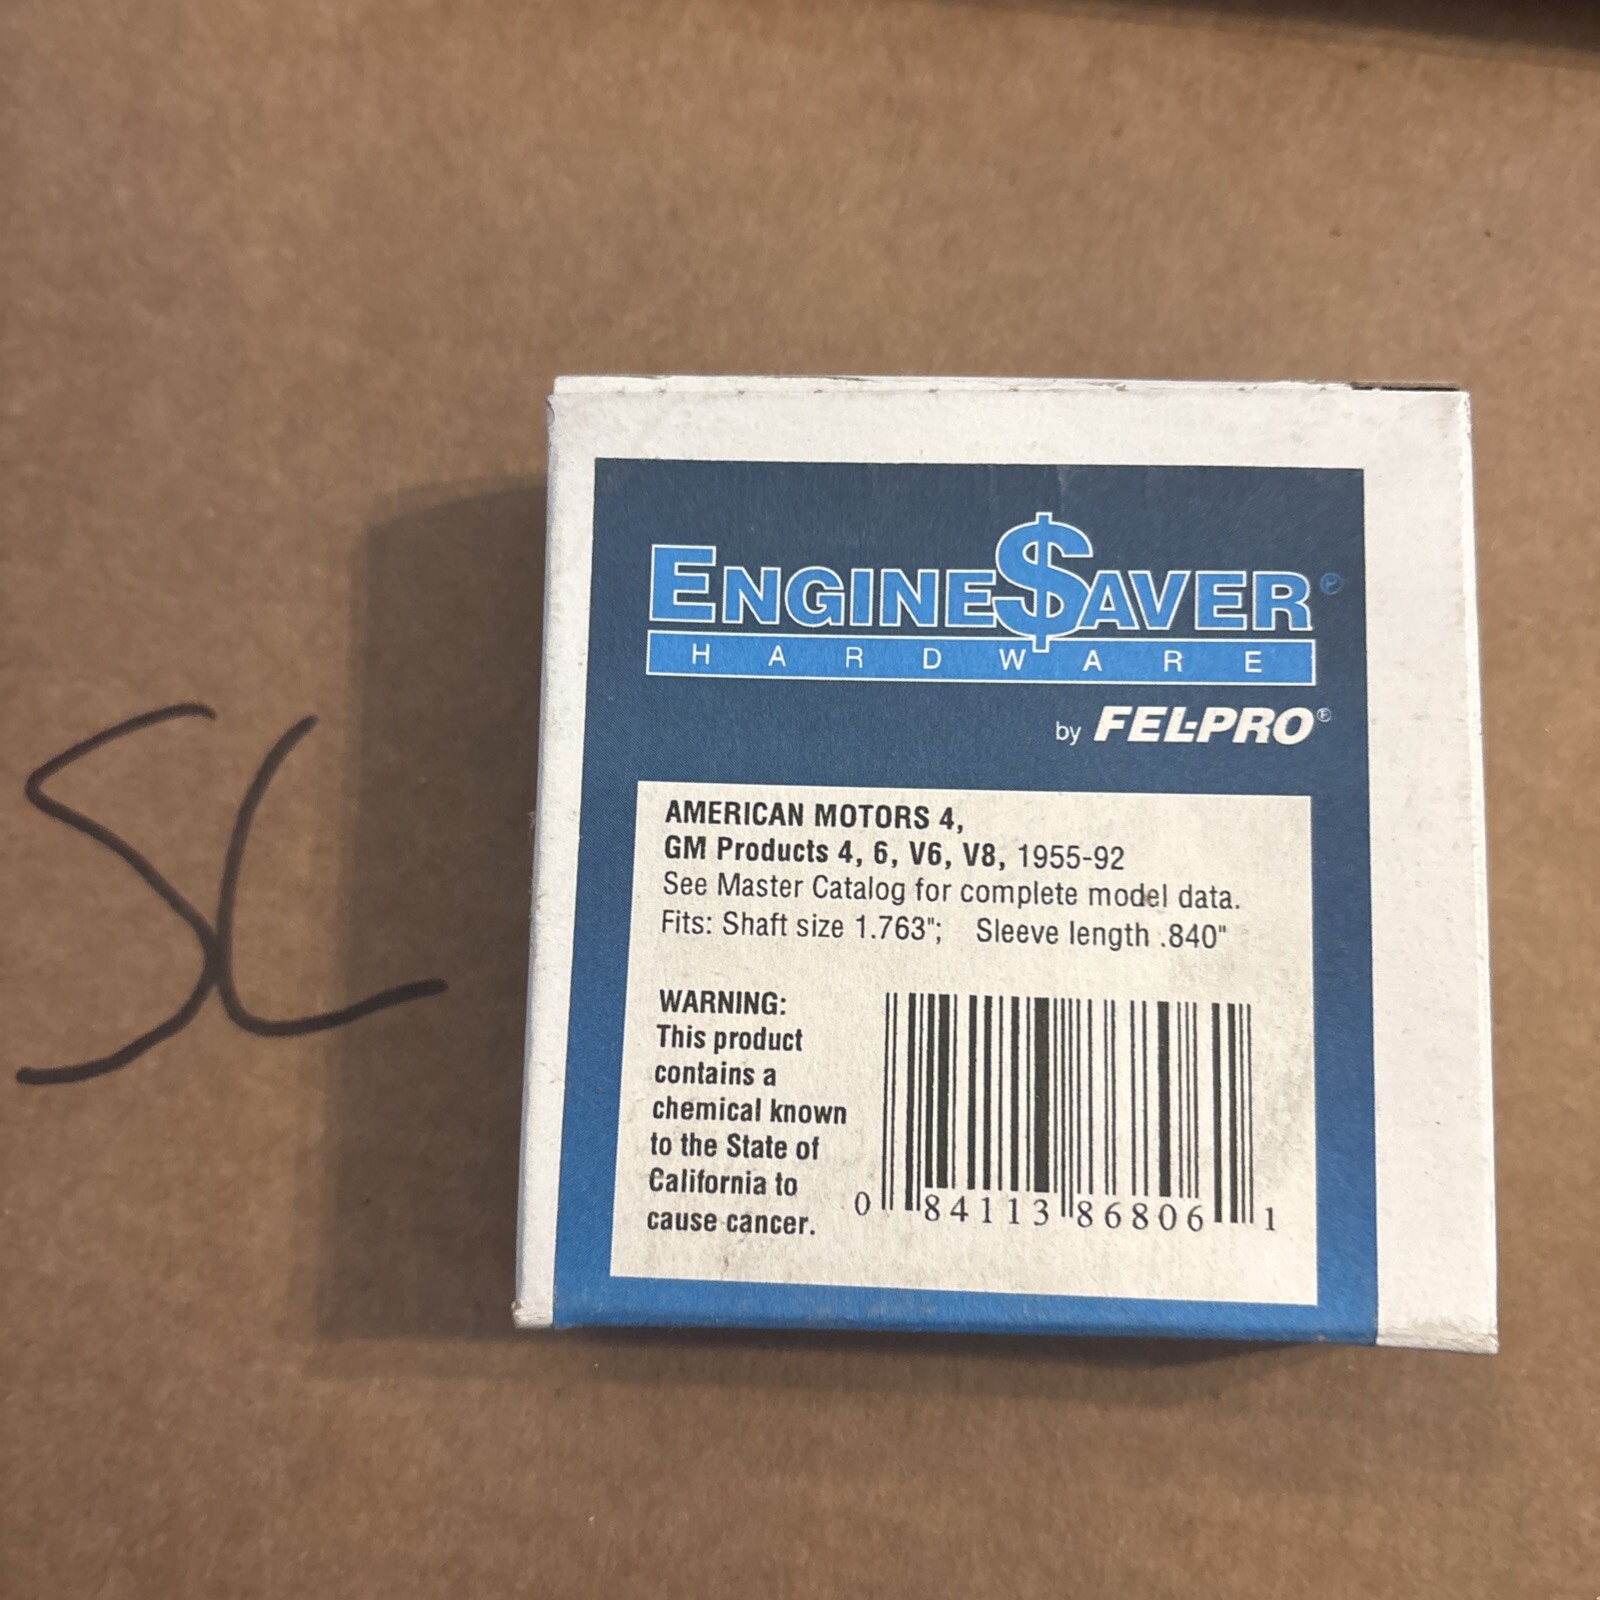 SL
ENGINE$AVER®
HARDWARE
by FEL-PRO®
AMERICAN MOTORS 4,
GM Products 4, 6, V6, V8, 1955-92
See Master Catalog for complete model data.
Fits: Shaft size 1.763"; Sleeve length .840"
WARNING:
This product
contains a
chemical known
to the State of
California to
cause cancer.
0 84113 86806 1